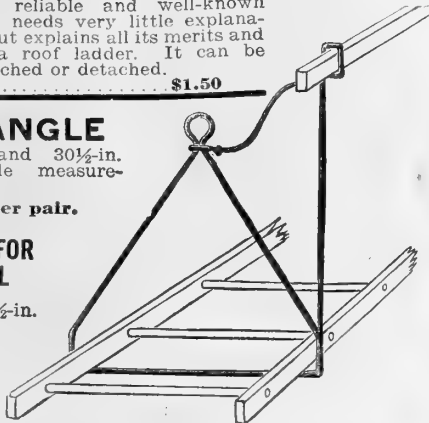 reliable and well-known
needs very little explana-
ut explains all its merits and
a roof ladder. It can be
ched or detached.
$1.50
ANGLE
and 30½-in.
le measure-
er pair.
FOR
L
½-in.